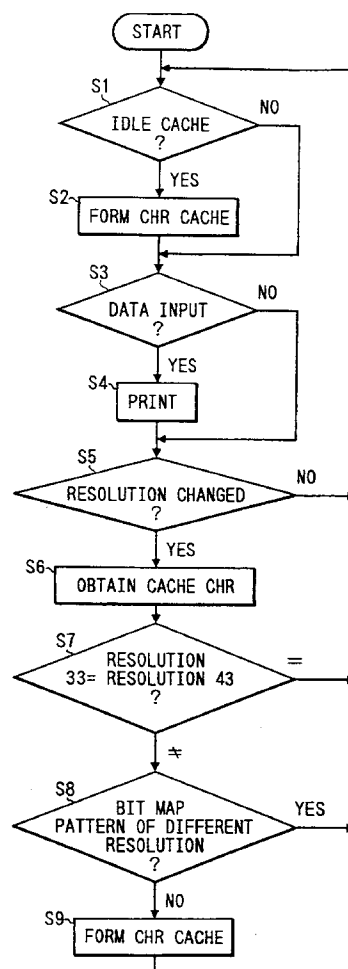 START
S1
IDLE CACHE
?
NO
YES
S2
FORM CHR CACHE
S3
DATA INPUT
?
NO
YES
S4
PRINT
S5
RESOLUTION CHANGED
?
NO
YES
S6
OBTAIN CACHE CHR
S7
RESOLUTION
33= RESOLUTION 43
?
=
≠
S8
BIT MAP
PATTERN OF DIFFERENT
RESOLUTION
?
YES
NO
S9
FORM CHR CACHE